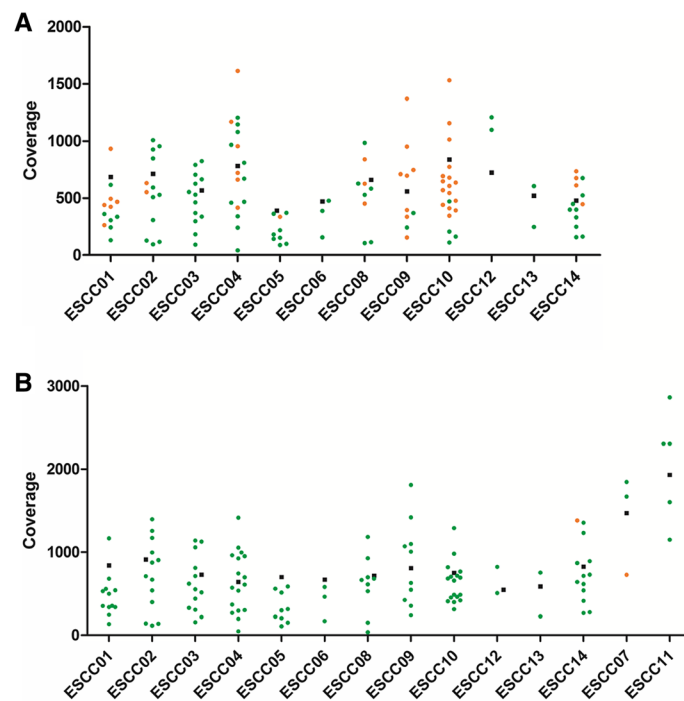 A
2000
1500
1000
500
0
Coverage
ESCC01
ESCC02
ESCC03
ESCC04
ESCC05
ESCC06
ESCC08
ESCC09
ESCC10
ESCC12
ESCC13
ESCC14
B
3000
2000
1000
0
Coverage
ESCC01
ESCC02
ESCC03
ESCC04
ESCC05
ESCC06
ESCC08
ESCC09
ESCC10
ESCC12
ESCC13
ESCC14
ESCC07
ESCC11